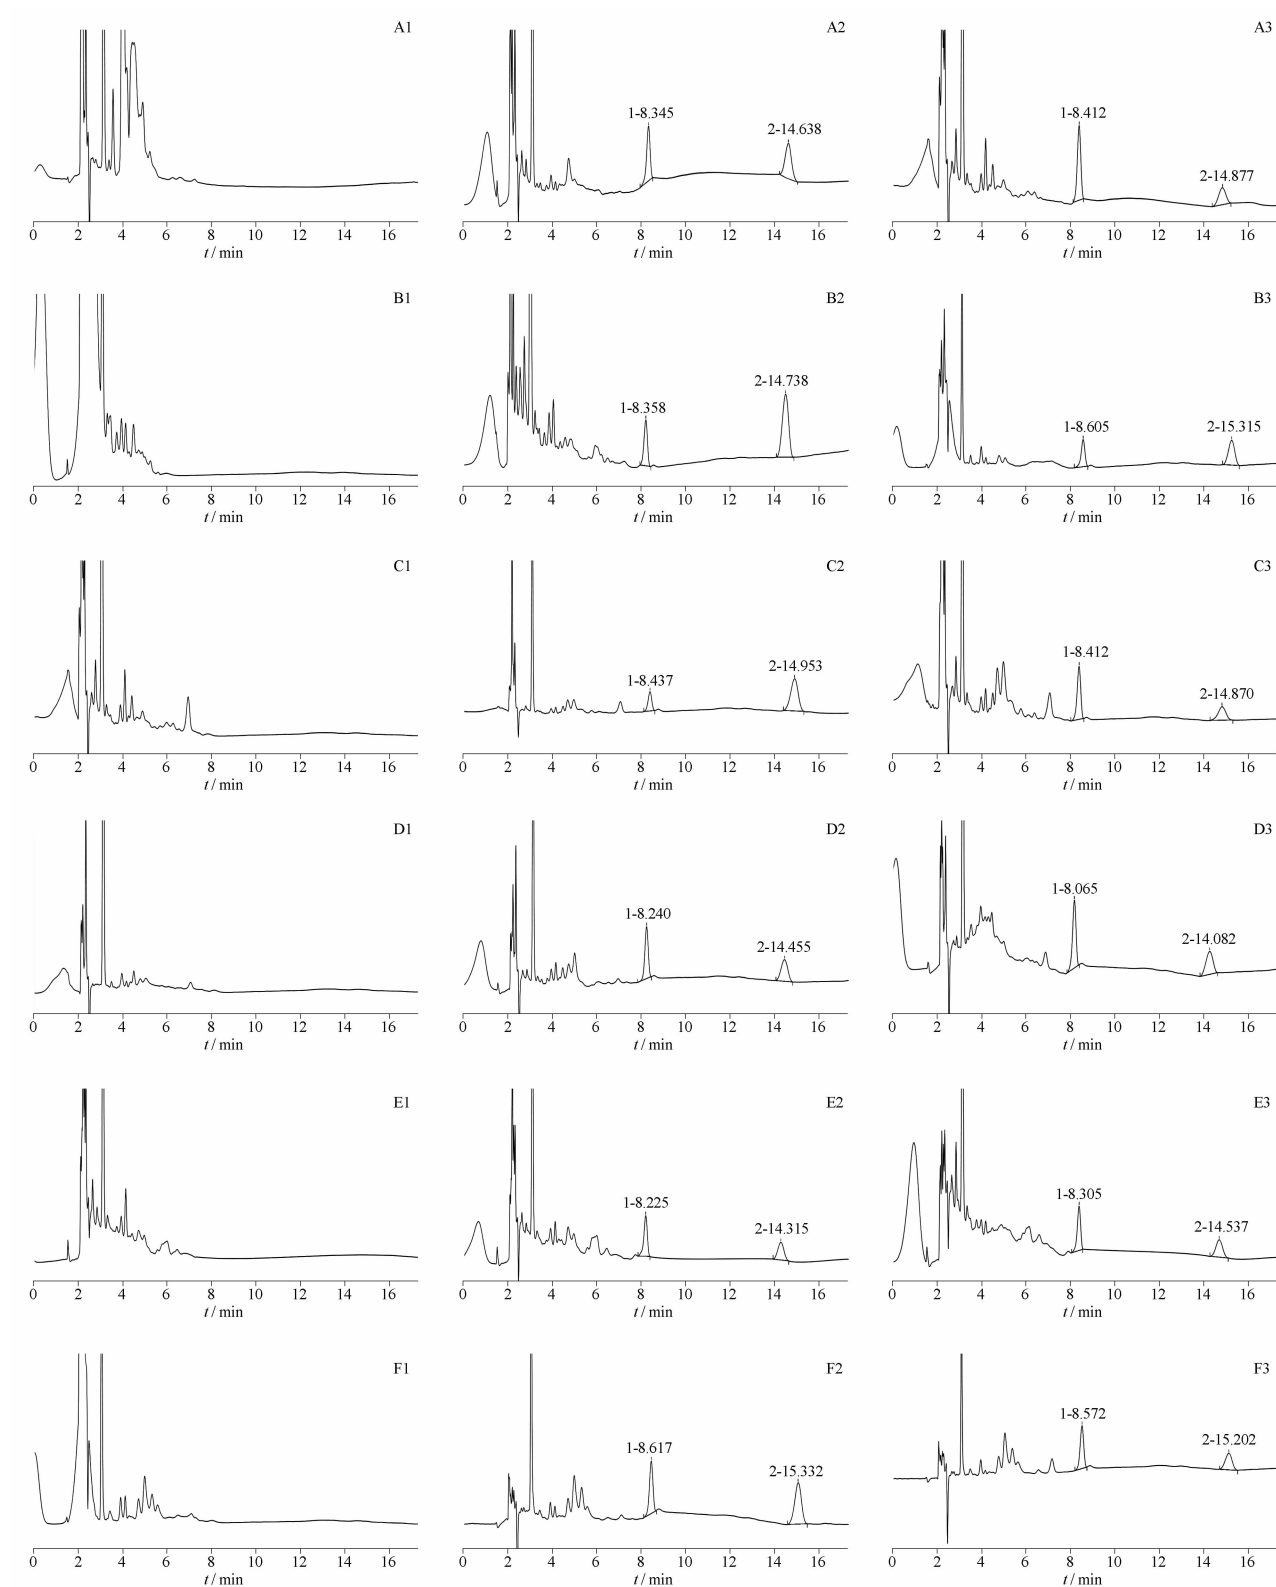 A1
A2
A3
1-8.345
2-14.638
1-8.412
2-14.877
0 2 4 6 8 10 12 14 16
0 2 4 6 8 10 12 14 16
0 2 4 6 8 10 12 14 16
t / min
t / min
t / min
B1
B2
B3
1-8.358
2-14.738
1-8.605
2-15.315
0 2 4 6 8 10 12 14 16
0 2 4 6 8 10 12 14 16
0 2 4 6 8 10 12 14 16
t / min
t / min
t / min
C1
C2
C3
1-8.437
2-14.953
1-8.412
2-14.870
0 2 4 6 8 10 12 14 16
0 2 4 6 8 10 12 14 16
0 2 4 6 8 10 12 14 16
t / min
t / min
t / min
D1
D2
D3
1-8.240
2-14.455
1-8.065
2-14.082
0 2 4 6 8 10 12 14 16
0 2 4 6 8 10 12 14 16
0 2 4 6 8 10 12 14 16
t / min
t / min
t / min
E1
E2
E3
1-8.225
2-14.315
1-8.305
2-14.537
0 2 4 6 8 10 12 14 16
0 2 4 6 8 10 12 14 16
0 2 4 6 8 10 12 14 16
t / min
t / min
t / min
F1
F2
F3
1-8.617
2-15.332
1-8.572
2-15.202
0 2 4 6 8 10 12 14 16
0 2 4 6 8 10 12 14 16
0 2 4 6 8 10 12 14 16
t / min
t / min
t / min